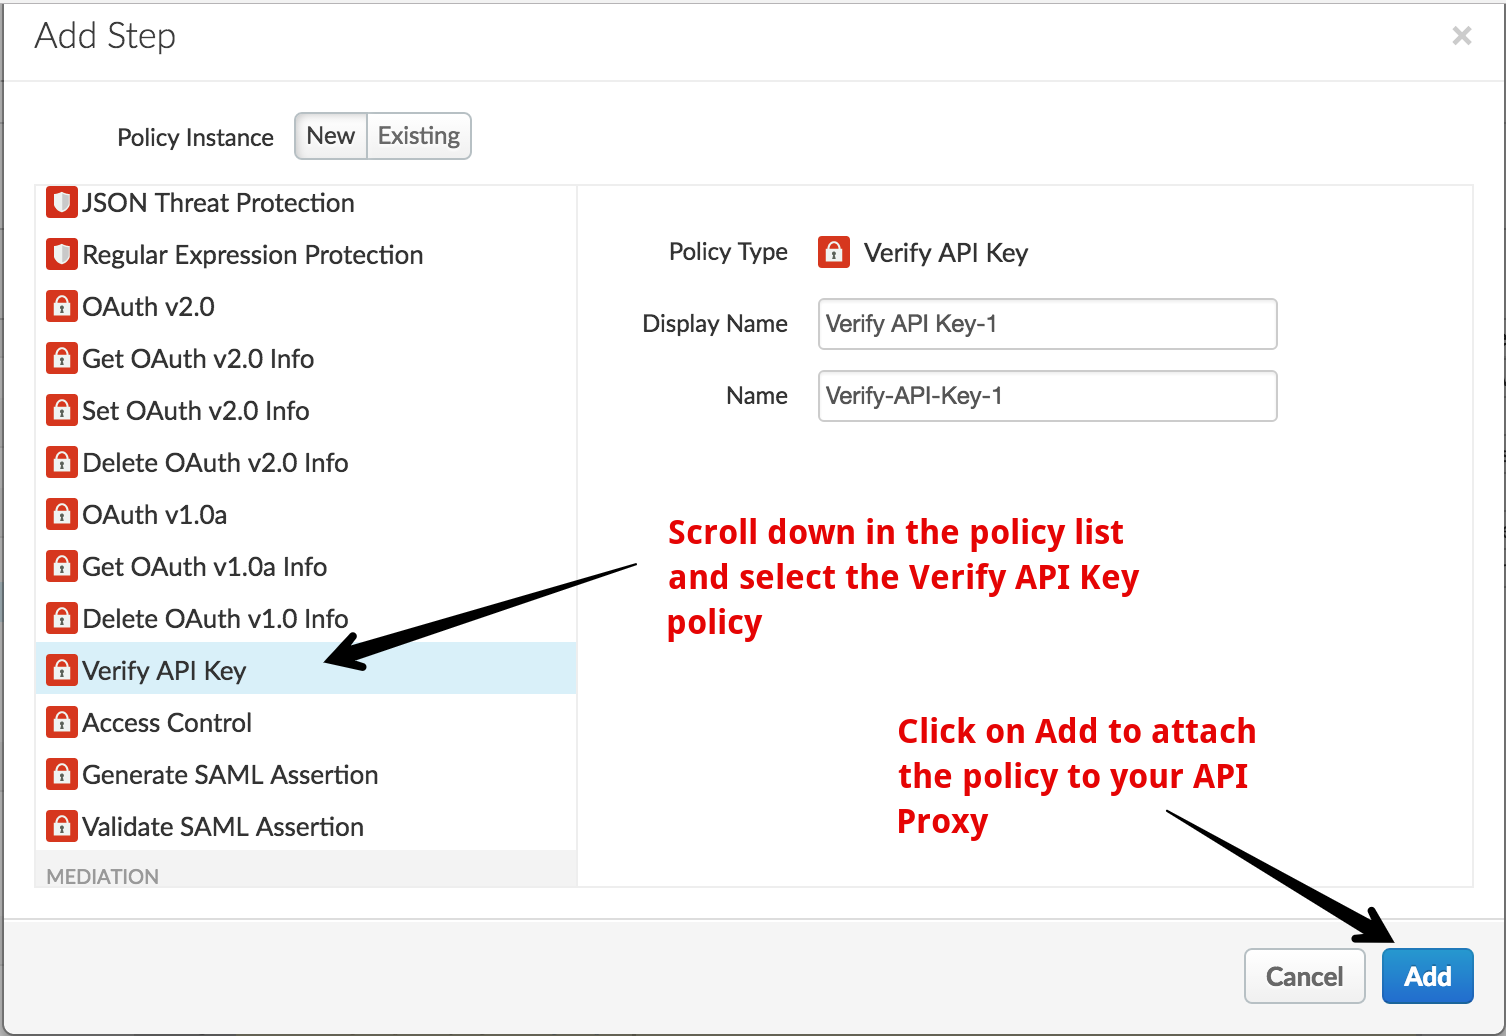 Add Step
×
Policy Instance New Existing
JSON Threat Protection
Regular Expression Protection
OAuth v2.0
Get OAuth v2.0 Info
Set OAuth v2.0 Info
Delete OAuth v2.0 Info
OAuth v1.0a
Get OAuth v1.0a Info
Delete OAuth v1.0 Info
Verify API Key
Access Control
Generate SAML Assertion
Validate SAML Assertion
MEDIATION
Policy Type Verify API Key
Display Name Verify API Key-1
Name Verify-API-Key-1
Scroll down in the policy list
and select the Verify API Key
policy
Click on Add to attach
the policy to your API
Proxy
Cancel Add